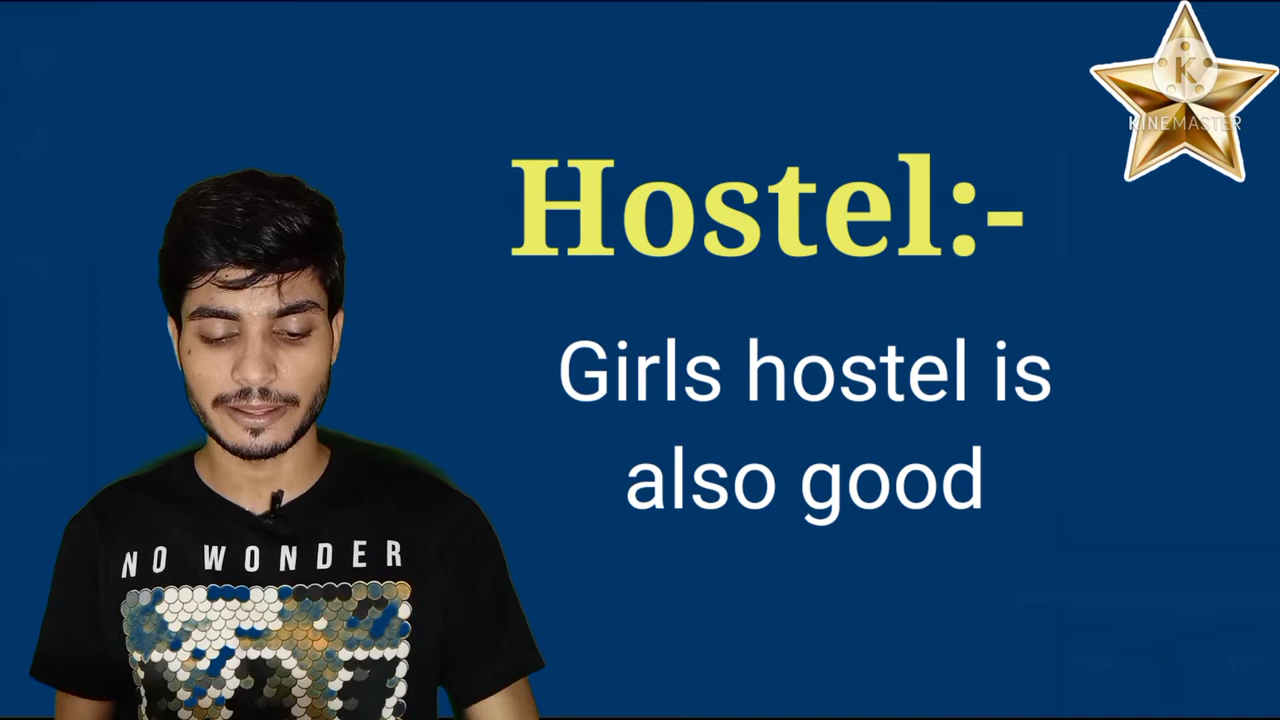 K
KINEMASTER
Hostel:-
Girls hostel is
also good
NO WONDER